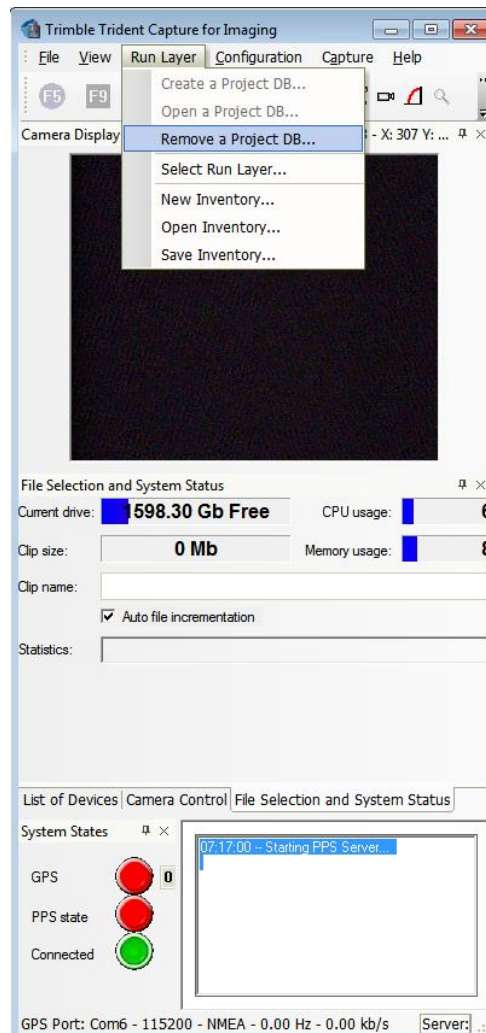 Trimble Trident Capture for Imaging
File View Run Layer Configuration Capture Help
F5 F9
Create a Project DB...
Open a Project DB...
Remove a Project DB...
Select Run Layer...
New Inventory...
Open Inventory...
Save Inventory...
Camera Display - X: 307 Y: ...
File Selection and System Status
Current drive: 1598.30 Gb Free CPU usage: 6
Clip size: 0 Mb Memory usage: 8
Clip name:
Auto file incrementation
Statistics:
List of Devices Camera Control File Selection and System Status
System States
07:17:00 -- Starting PPS Server...
GPS 0
PPS state
Connected
GPS Port: Com6 - 115200 - NMEA - 0.00 Hz - 0.00 kb/s Server: